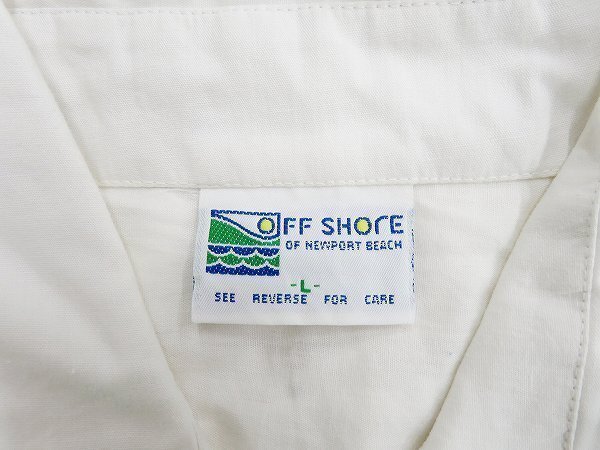 OFF SHORE
OF NEWPORT BEACH
-L-
SEE REVERSE FOR CARE